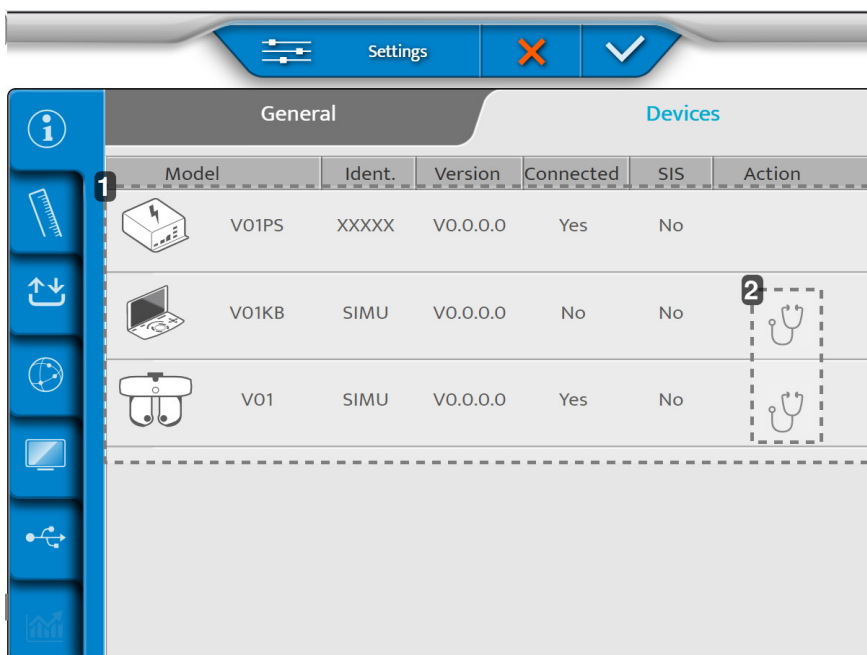 Settings
General Devices
Model Ident. Version Connected SIS Action
1
V01PS XXXXX V0.0.0.0 Yes No
2
V01KB SIMU V0.0.0.0 No No
V01 SIMU V0.0.0.0 Yes No